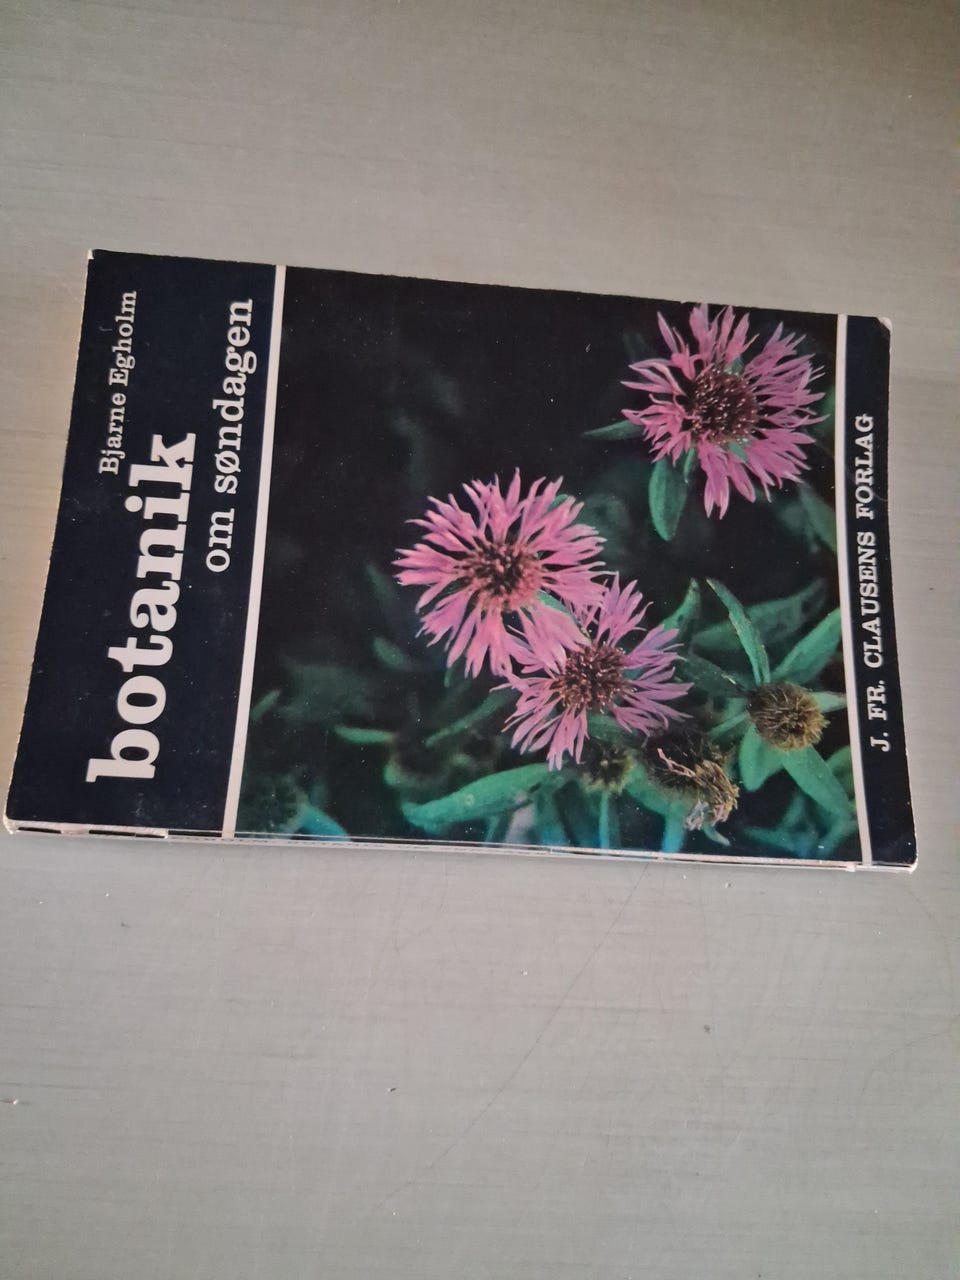 Bjarne Egholm
botanik
om søndagen
J. FR. CLAUSENS FORLAG